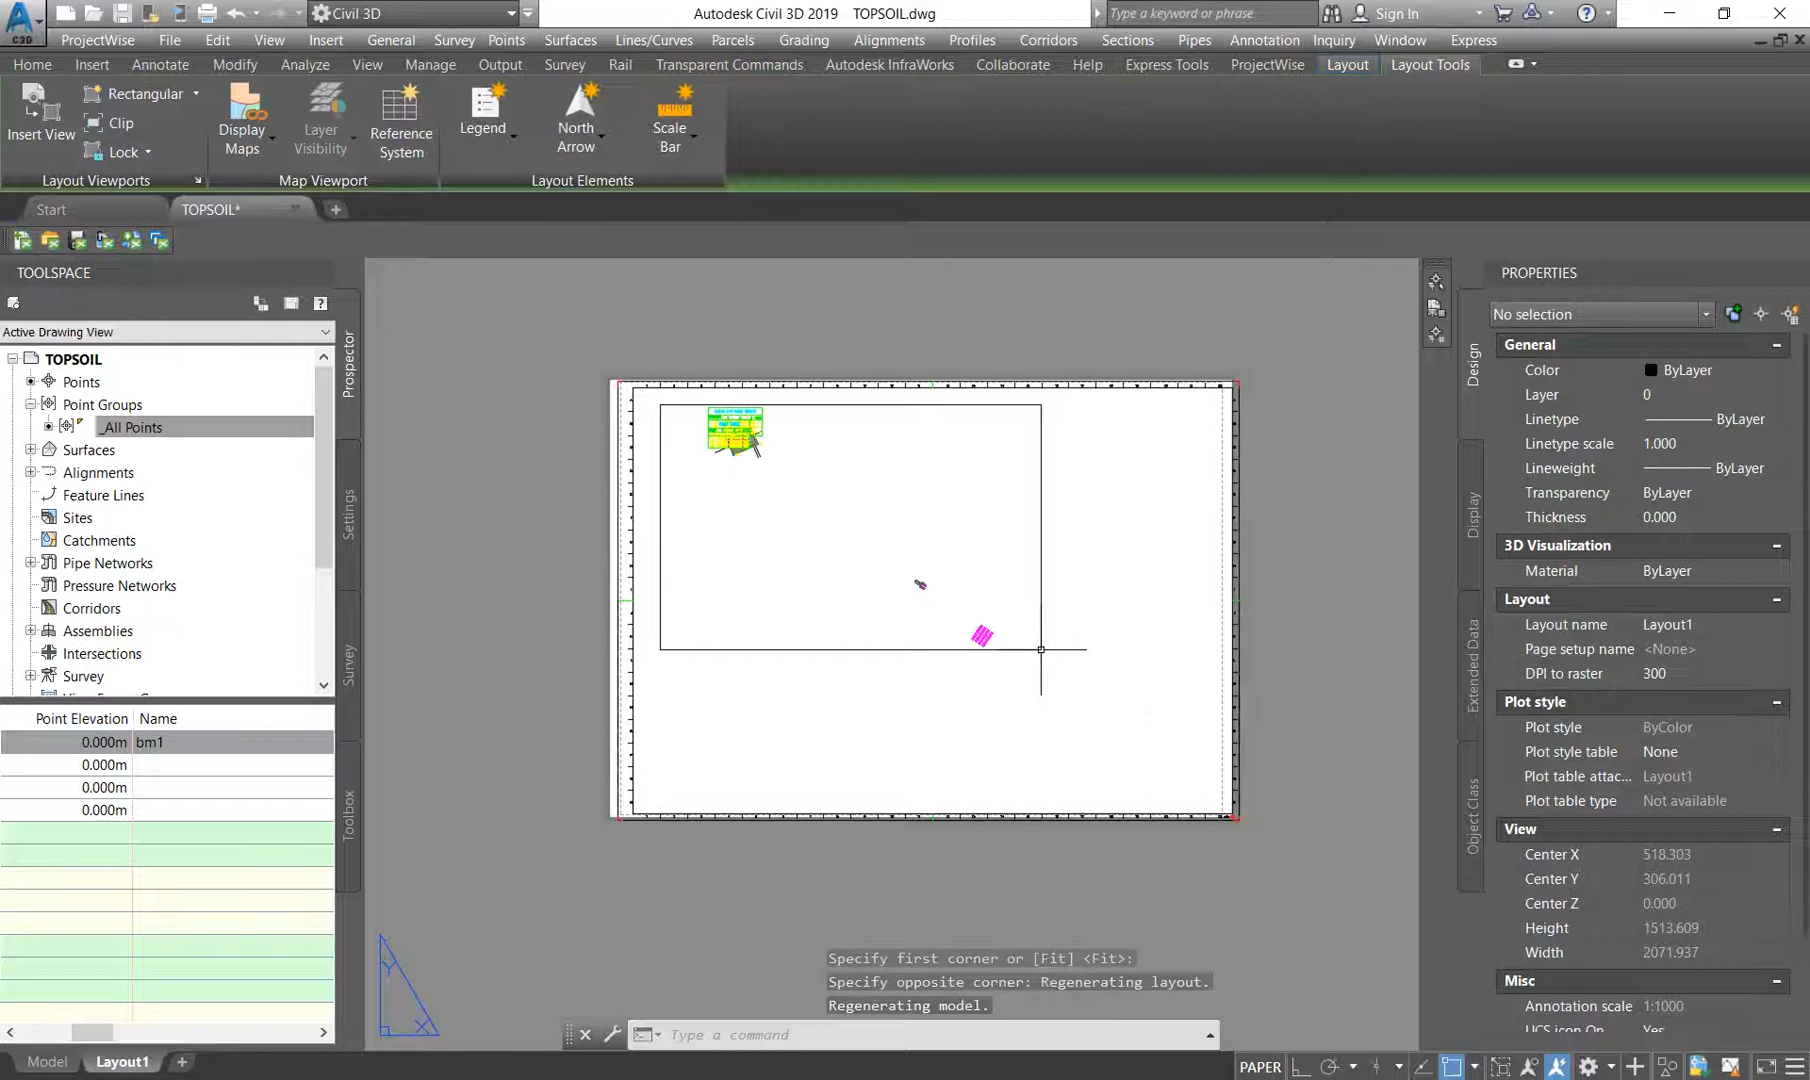 Civil 3D
Autodesk Civil 3D 2019 TOPSOIL.dwg
Type a keyword or phrase
Sign In
C3D
ProjectWise File Edit View Insert General Survey Points Surfaces Lines/Curves Parcels Grading Alignments Profiles Corridors Sections Pipes Annotation Inquiry Window Express
Home Insert Annotate Modify Analyze View Manage Output Survey Rail Transparent Commands Autodesk InfraWorks Collaborate Help Express Tools ProjectWise Layout Layout Tools
Insert View
Rectangular
Clip
Lock
Display Maps
Layer Visibility
Reference System
Legend
North Arrow
Scale Bar
Layout Viewports
Map Viewport
Layout Elements
Start
TOPSOIL*
TOOLSPACE
Active Drawing View
TOPSOIL
Points
Point Groups
_All Points
Surfaces
Alignments
Feature Lines
Sites
Catchments
Pipe Networks
Pressure Networks
Corridors
Assemblies
Intersections
Survey
Prospector
Settings
Survey
Toolbox
Point Elevation Name
0.000m bm1
0.000m
0.000m
0.000m
Specify first corner or [Fit] <Fit>:
Specify opposite corner: Regenerating layout.
Regenerating model.
Type a command
Y
X
PROPERTIES
No selection
General
Color ByLayer
Layer 0
Linetype ByLayer
Linetype scale 1.000
Lineweight ByLayer
Transparency ByLayer
Thickness 0.000
3D Visualization
Material ByLayer
Layout
Layout name Layout1
Page setup name <None>
DPI to raster 300
Plot style
Plot style ByColor
Plot style table None
Plot table attac... Layout1
Plot table type Not available
View
Center X 518.303
Center Y 306.011
Center Z 0.000
Height 1513.609
Width 2071.937
Misc
Annotation scale 1:1000
UCS icon On Yes
Design
Display
Extended Data
Object Class
Model
Layout1
PAPER